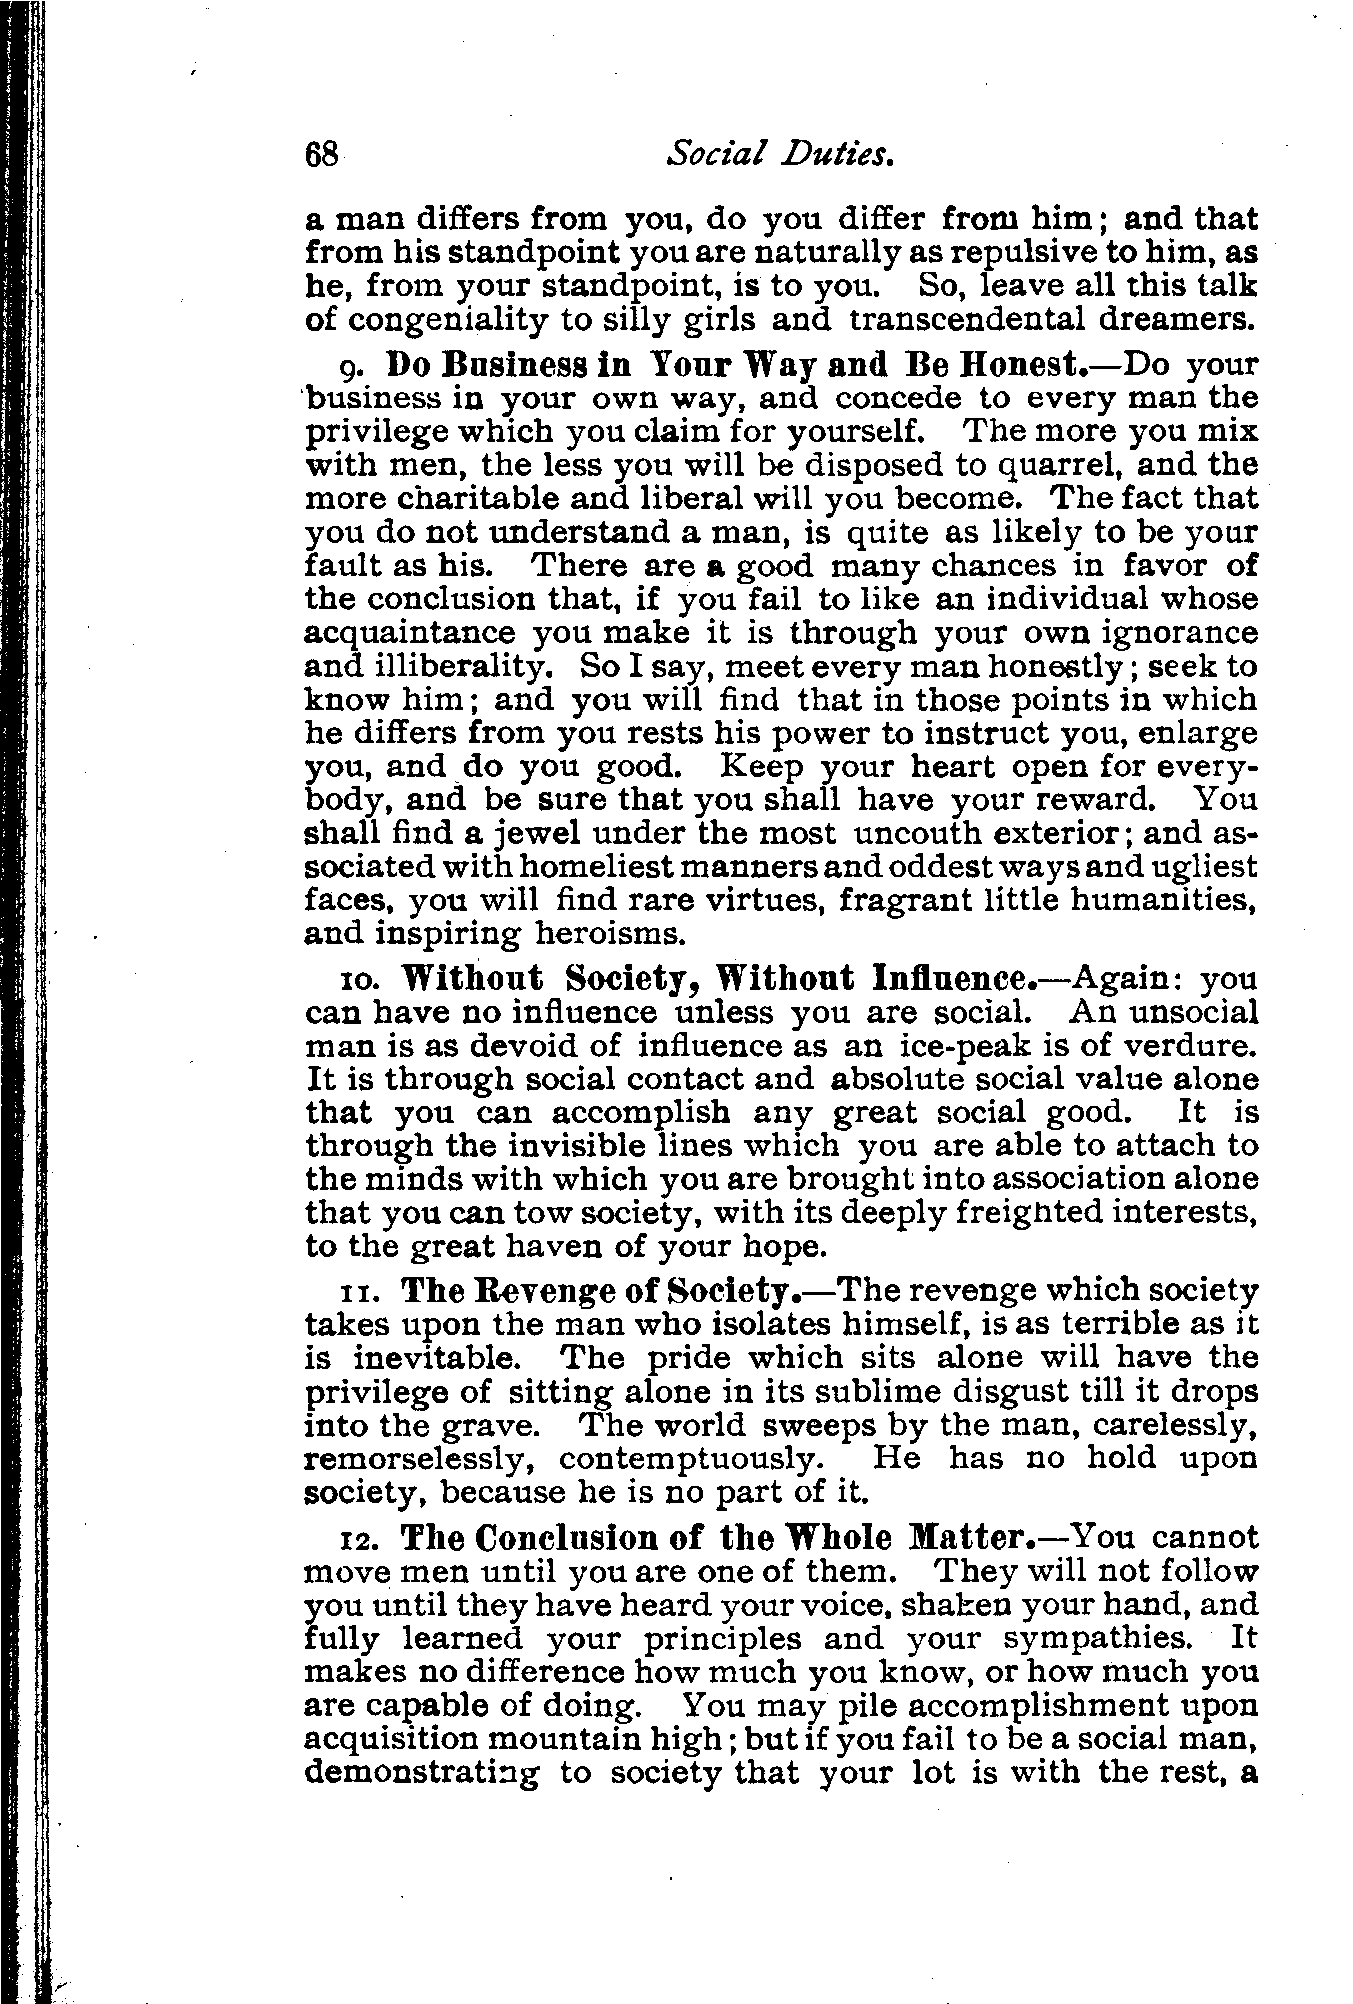 68 Social Duties.
a man differs from you, do you differ from him; and that
from his standpoint you are naturally as repulsive to him, as
he, from your standpoint, is to you. So, leave all this talk
of congeniality to silly girls and transcendental dreamers.
9. Do Business in Your Way and Be Honest.—Do your
business in your own way, and concede to every man the
privilege which you claim for yourself. The more you mix
with men, the less you will be disposed to quarrel, and the
more charitable and liberal will you become. The fact that
you do not understand a man, is quite as likely to be your
fault as his. There are a good many chances in favor of
the conclusion that, if you fail to like an individual whose
acquaintance you make it is through your own ignorance
and illiberality. So I say, meet every man honestly; seek to
know him; and you will find that in those points in which
he differs from you rests his power to instruct you, enlarge
you, and do you good. Keep your heart open for every-
body, and be sure that you shall have your reward. You
shall find a jewel under the most uncouth exterior; and as-
sociated with homeliest manners and oddest ways and ugliest
faces, you will find rare virtues, fragrant little humanities,
and inspiring heroisms.
10. Without Society, Without Influence.—Again: you
can have no influence unless you are social. An unsocial
man is as devoid of influence as an ice-peak is of verdure.
It is through social contact and absolute social value alone
that you can accomplish any great social good. It is
through the invisible lines which you are able to attach to
the minds with which you are brought into association alone
that you can tow society, with its deeply freighted interests,
to the great haven of your hope.
11. The Revenge of Society.—The revenge which society
takes upon the man who isolates himself, is as terrible as it
is inevitable. The pride which sits alone will have the
privilege of sitting alone in its sublime disgust till it drops
into the grave. The world sweeps by the man, carelessly,
remorselessly, contemptuously. He has no hold upon
society, because he is no part of it.
12. The Conclusion of the Whole Matter.—You cannot
move men until you are one of them. They will not follow
you until they have heard your voice, shaken your hand, and
fully learned your principles and your sympathies. It
makes no difference how much you know, or how much you
are capable of doing. You may pile accomplishment upon
acquisition mountain high; but if you fail to be a social man,
demonstrating to society that your lot is with the rest, a